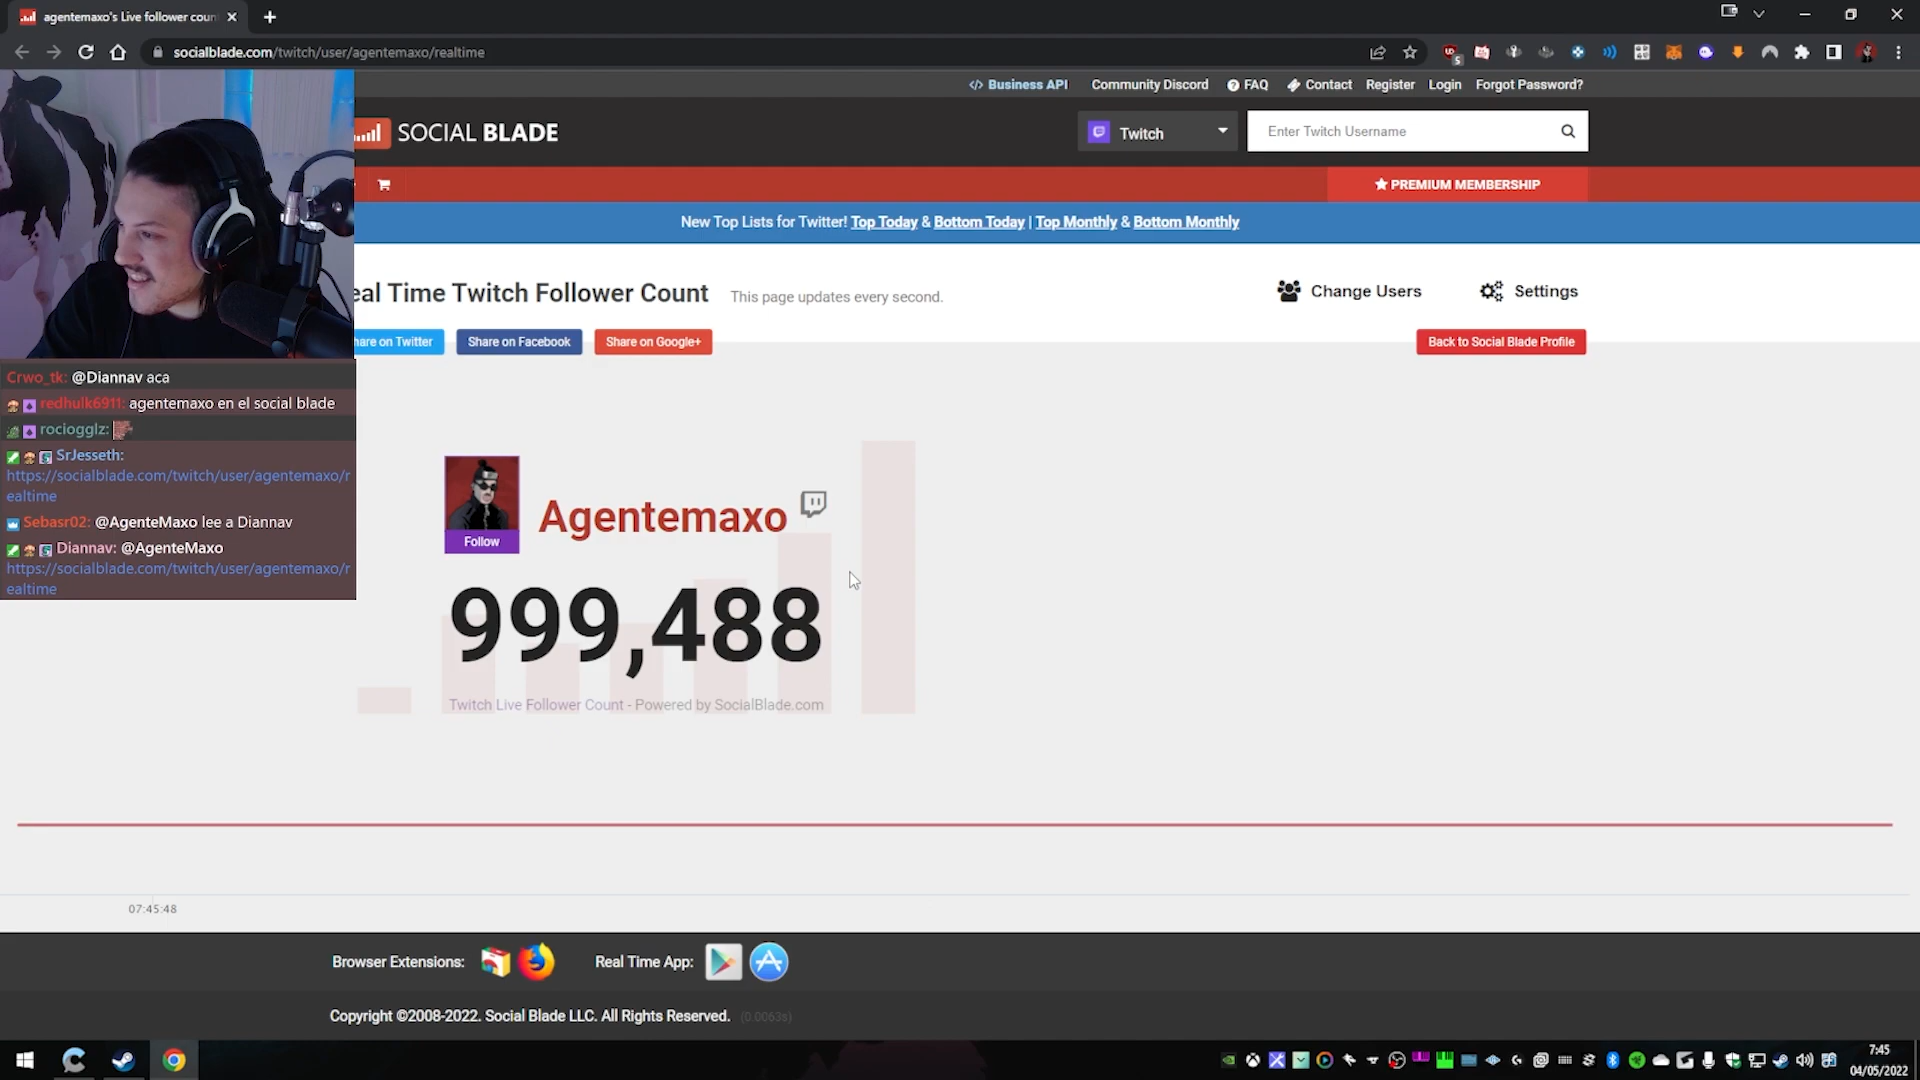 agentemaxo's Live follower coun
socialblade.com/twitch/user/agentemaxo/realtime
Business API Community Discord FAQ Contact Register Login Forgot Password?
SOCIAL BLADE
Twitch
Enter Twitch Username
PREMIUM MEMBERSHIP
New Top Lists for Twitter! Top Today & Bottom Today | Top Monthly & Bottom Monthly
eal Time Twitch Follower Count
This page updates every second.
Change Users
Settings
hare on Twitter
Share on Facebook
Share on Google+
Back to Social Blade Profile
Crwo_tk: @Diannav aca
redhulk6911: agentemaxo en el social blade
rociogglz:
SrJesseth:
https://socialblade.com/twitch/user/agentemaxo/r
ealtime
Sebasr02: @AgenteMaxo lee a Diannav
Diannav: @AgenteMaxo
https://socialblade.com/twitch/user/agentemaxo/r
ealtime
Follow
Agentemaxo
999,488
Twitch Live Follower Count - Powered by SocialBlade.com
07:45:48
Browser Extensions:
Real Time App:
Copyright ©2008-2022. Social Blade LLC. All Rights Reserved. (0.0063s)
7:45
04/05/2022